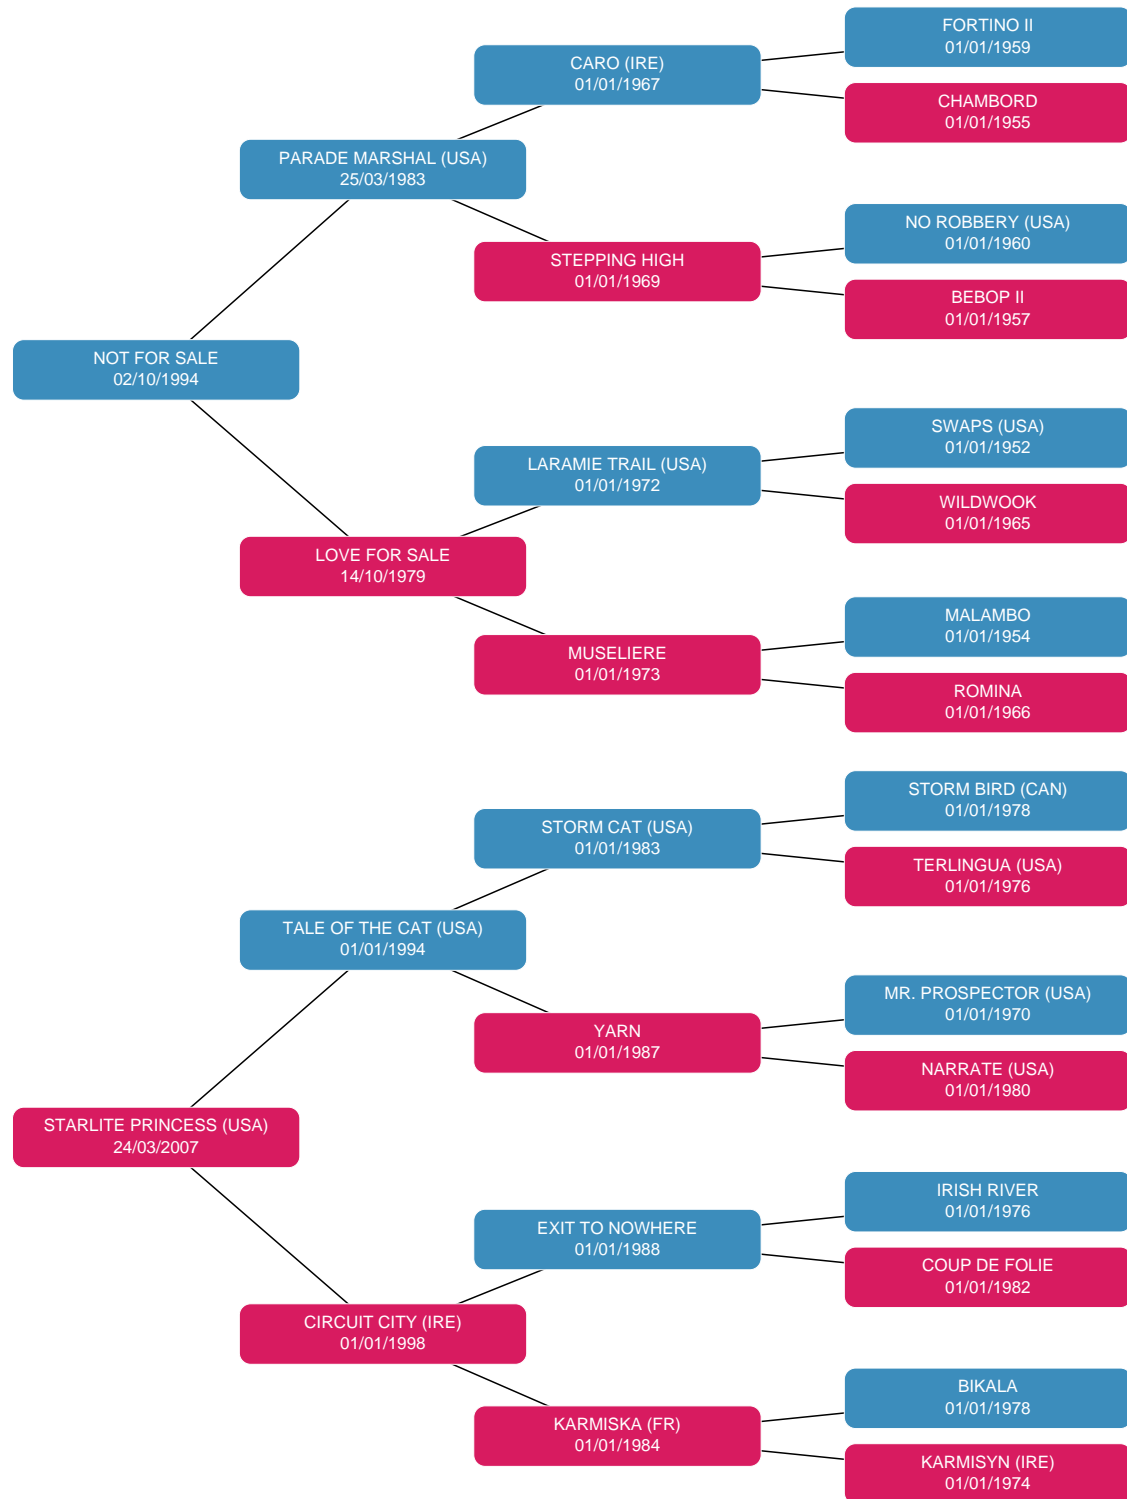 FORTINO II
01/01/1959
CARO (IRE)
01/01/1967
CHAMBORD
01/01/1955
PARADE MARSHAL (USA)
25/03/1983
NO ROBBERY (USA)
01/01/1960
STEPPING HIGH
01/01/1969
BEBOP II
01/01/1957
NOT FOR SALE
02/10/1994
SWAPS (USA)
01/01/1952
LARAMIE TRAIL (USA)
01/01/1972
WILDWOOK
01/01/1965
LOVE FOR SALE
14/10/1979
MALAMBO
01/01/1954
MUSELIERE
01/01/1973
ROMINA
01/01/1966
STORM BIRD (CAN)
01/01/1978
STORM CAT (USA)
01/01/1983
TERLINGUA (USA)
01/01/1976
TALE OF THE CAT (USA)
01/01/1994
MR. PROSPECTOR (USA)
01/01/1970
YARN
01/01/1987
NARRATE (USA)
01/01/1980
STARLITE PRINCESS (USA)
24/03/2007
IRISH RIVER
01/01/1976
EXIT TO NOWHERE
01/01/1988
COUP DE FOLIE
01/01/1982
CIRCUIT CITY (IRE)
01/01/1998
BIKALA
01/01/1978
KARMISKA (FR)
01/01/1984
KARMISYN (IRE)
01/01/1974